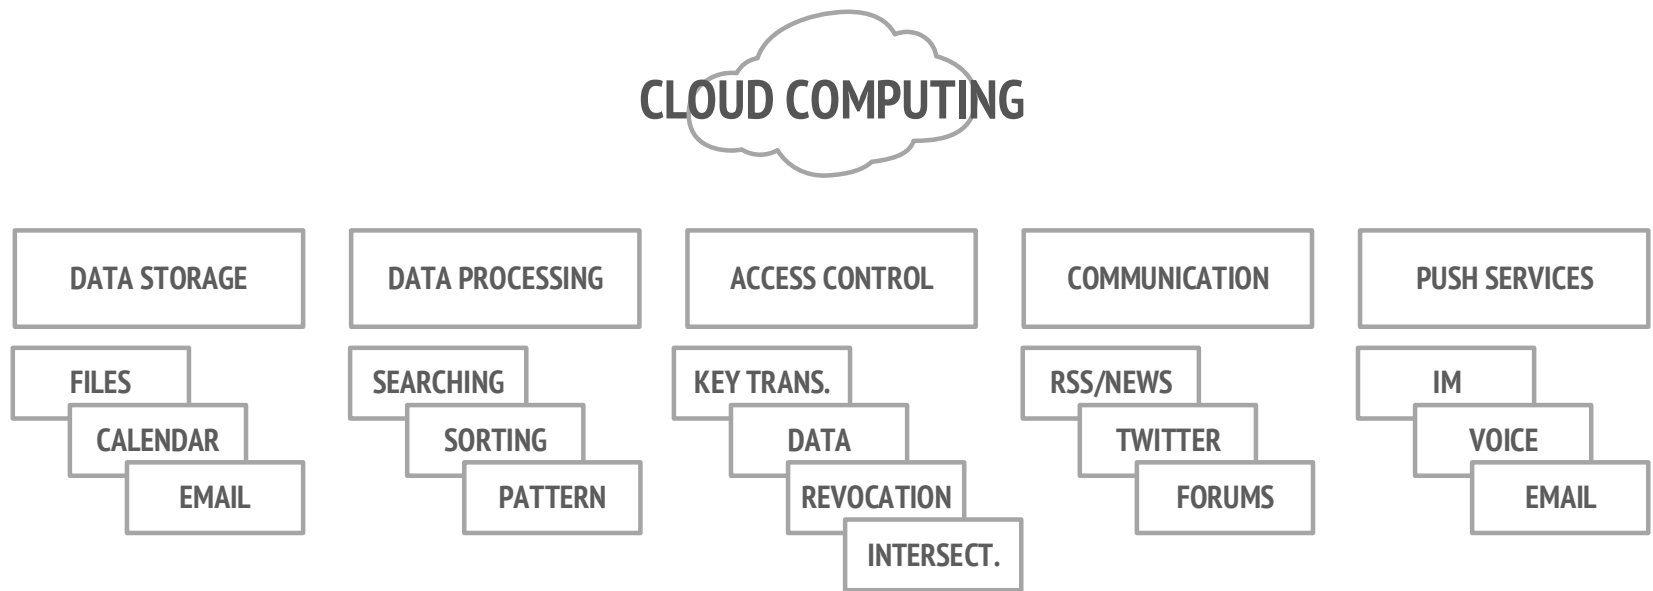 CLOUD COMPUTING
DATA STORAGE
DATA PROCESSING
ACCESS CONTROL
COMMUNICATION
PUSH SERVICES
FILES
CALENDAR
EMAIL
SEARCHING
SORTING
PATTERN
KEY TRANS.
DATA
REVOCATION
INTERSECT.
RSS/NEWS
TWITTER
FORUMS
IM
VOICE
EMAIL